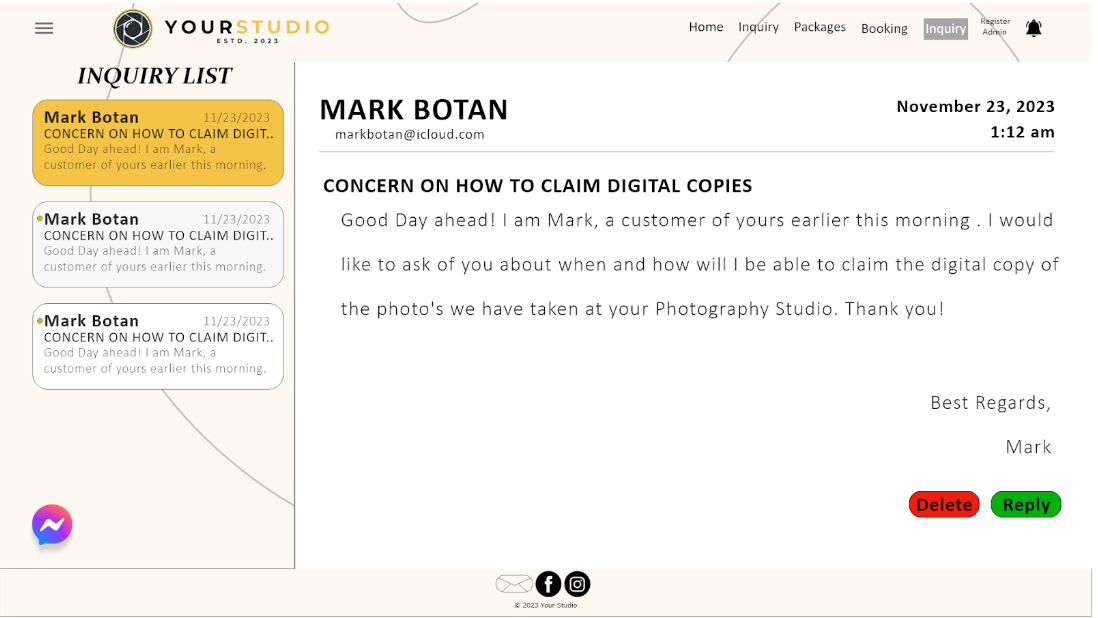 YOURSTUDIO
ESTD. 2023
Home Inquiry Packages Booking Inquiry Register Admin
INQUIRY LIST
Mark Botan 11/23/2023
CONCERN ON HOW TO CLAIM DIGIT..
Good Day ahead! I am Mark, a
customer of yours earlier this morning.
Mark Botan 11/23/2023
CONCERN ON HOW TO CLAIM DIGIT..
Good Day ahead! I am Mark, a
customer of yours earlier this morning.
Mark Botan 11/23/2023
CONCERN ON HOW TO CLAIM DIGIT..
Good Day ahead! I am Mark, a
customer of yours earlier this morning.
MARK BOTAN November 23, 2023
markbotan@icloud.com 1:12 am
CONCERN ON HOW TO CLAIM DIGITAL COPIES
Good Day ahead! I am Mark, a customer of yours earlier this morning . I would
like to ask of you about when and how will I be able to claim the digital copy of
the photo's we have taken at your Photography Studio. Thank you!
Best Regards,
Mark
Delete Reply
© 2023 Your Studio